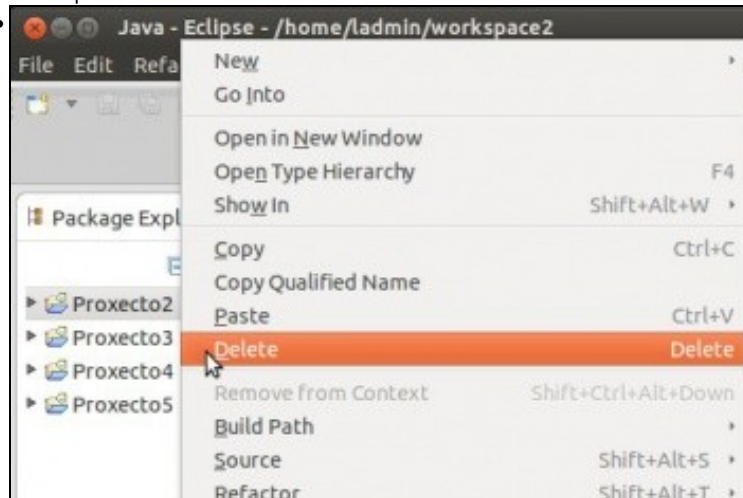 Java - Eclipse - /home/ladmin/workspace2
File Edit Refa
New
Go Into
Open in New Window
Open Type Hierarchy F4
Show In Shift+Alt+W
Package Expl
Copy Ctrl+C
Copy Qualified Name
Proxecto2
Paste Ctrl+V
Proxecto3
Delete Delete
Proxecto4
Remove from Context Shift+Ctrl+Alt+Down
Proxecto5
Build Path
Source Shift+Alt+S
Refactor Shift+Alt+T